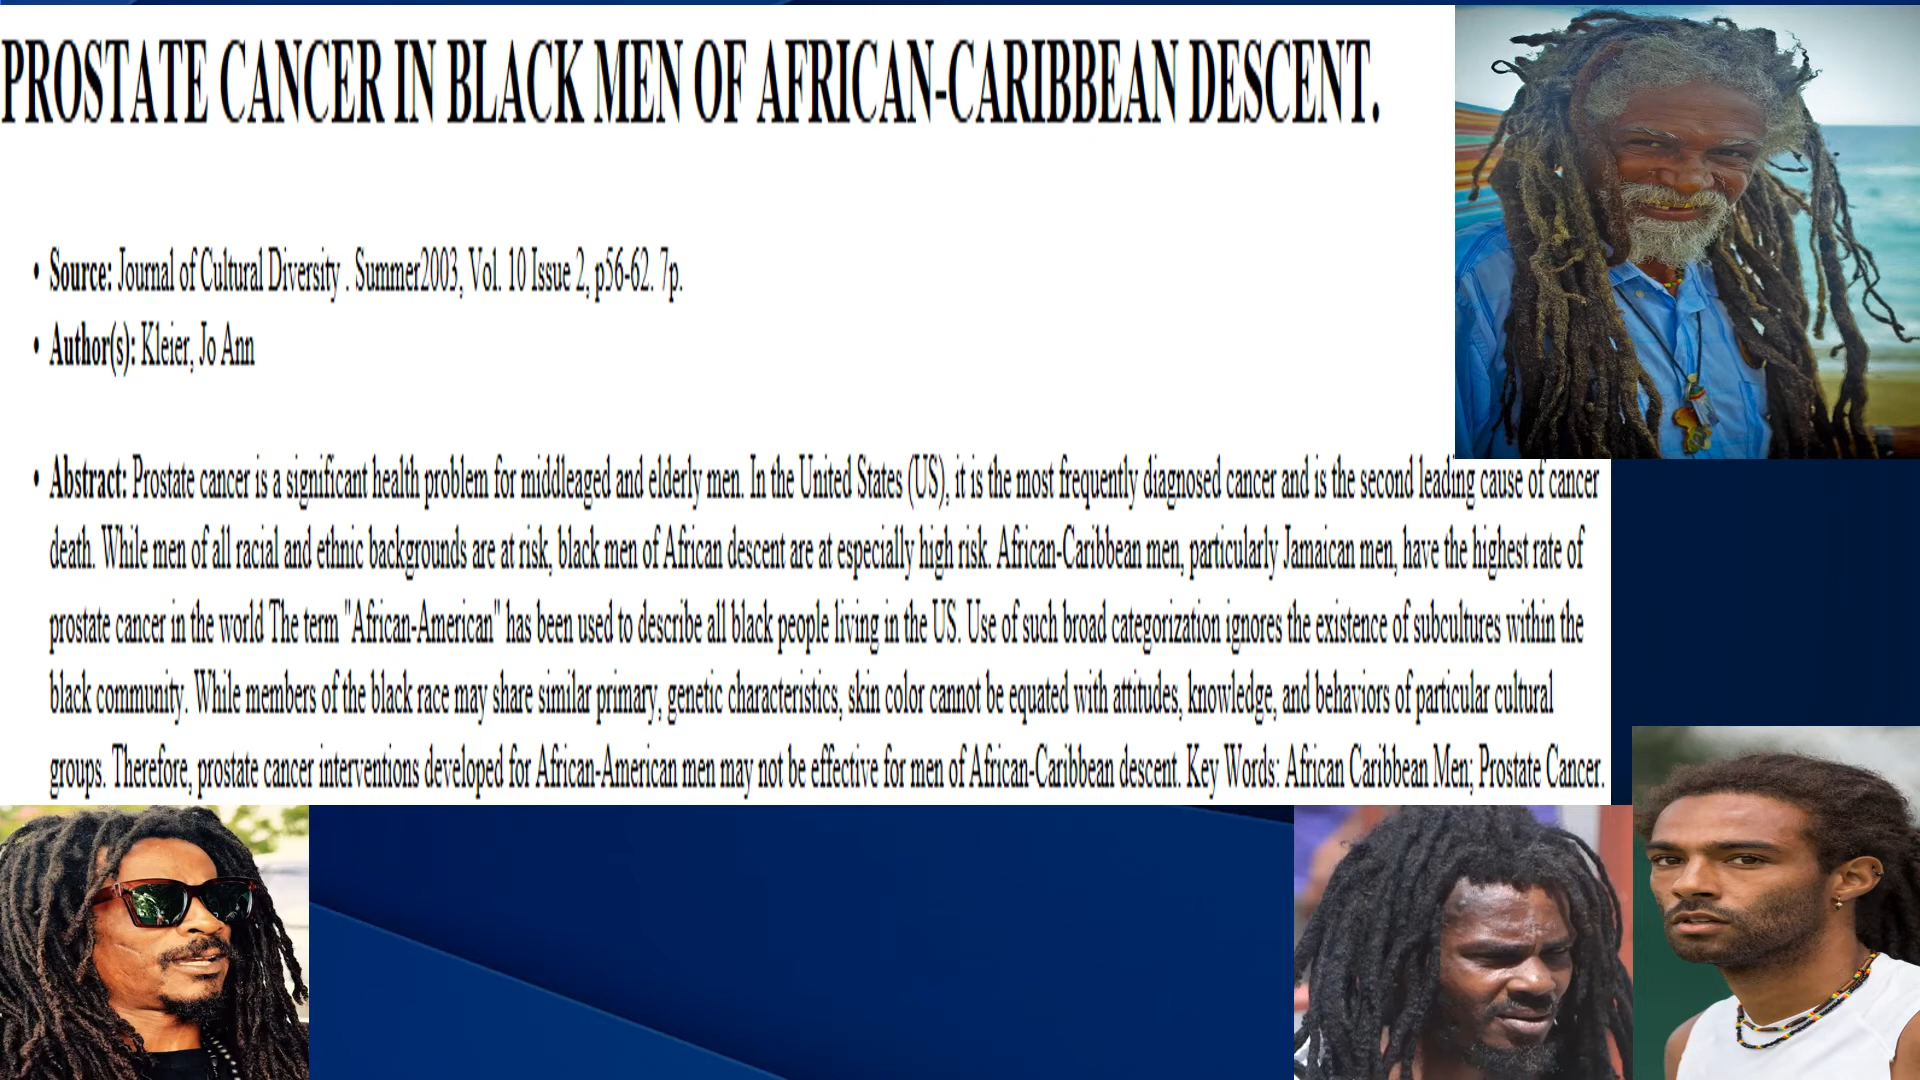 PROSTATE CANCER IN BLACK MEN OF AFRICAN-CARIBBEAN DESCENT.
• Source: Journal of Cultural Diversity . Summer2003, Vol. 10 Issue 2, p56-62. 7p.
• Author(s): Kleier, Jo Ann
• Abstract: Prostate cancer is a significant health problem for middleaged and elderly men. In the United States (US), it is the most frequently diagnosed cancer and is the second leading cause of cancer
death. While men of all racial and ethnic backgrounds are at risk, black men of African descent are at especially high risk. African-Caribbean men, particularly Jamaican men, have the highest rate of
prostate cancer in the world The term "African-American" has been used to describe all black people living in the US. Use of such broad categorization ignores the existence of subcultures within the
black community. While members of the black race may share similar primary, genetic characteristics, skin color cannot be equated with attitudes, knowledge, and behaviors of particular cultural
groups. Therefore, prostate cancer interventions developed for African-American men may not be effective for men of African-Caribbean descent. Key Words: African Caribbean Men; Prostate Cancer.